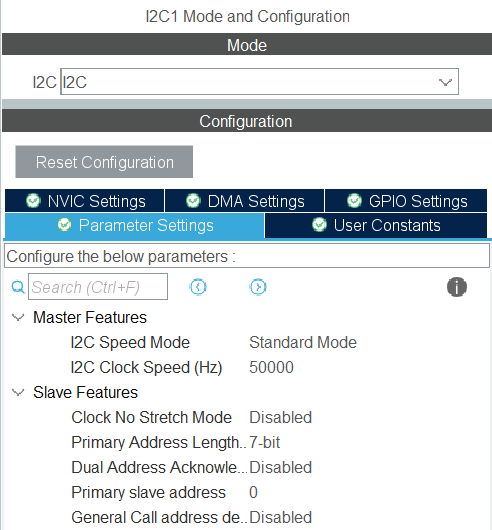 I2C1 Mode and Configuration
Mode
I2C I2C
Configuration
Reset Configuration
NVIC Settings DMA Settings GPIO Settings
Parameter Settings User Constants
Configure the below parameters :
Search (Ctrl+F)
Master Features
I2C Speed Mode Standard Mode
I2C Clock Speed (Hz) 50000
Slave Features
Clock No Stretch Mode Disabled
Primary Address Length.. 7-bit
Dual Address Acknowle... Disabled
Primary slave address 0
General Call address de... Disabled